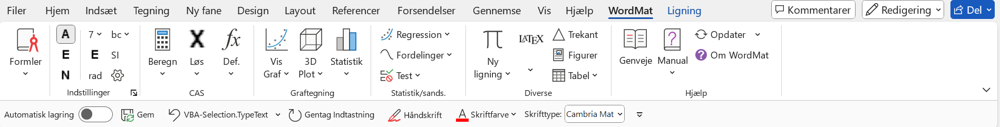 Filer Hjem Indsæt Tegning Ny fane Design Layout Referencer Forsendelser Gennemse Vis Hjælp WordMat Ligning Kommentarer Redigering Del
A 7 bc Regression LATEX Trekant Opdater
E E SI Fordelinger Figurer Om WordMat
Formler Beregn Løs Def. Vis Graf 3D Plot Statistik Ny ligning Genveje Manual
N rad Test Tabel
Indstillinger CAS Graftegning Statistik/sands. Diverse Hjælp
Automatisk lagring Gem VBA-Selection.TypeText Gentag Indtastning Håndskrift A Skriftfarve Skrifttype: Cambria Mat